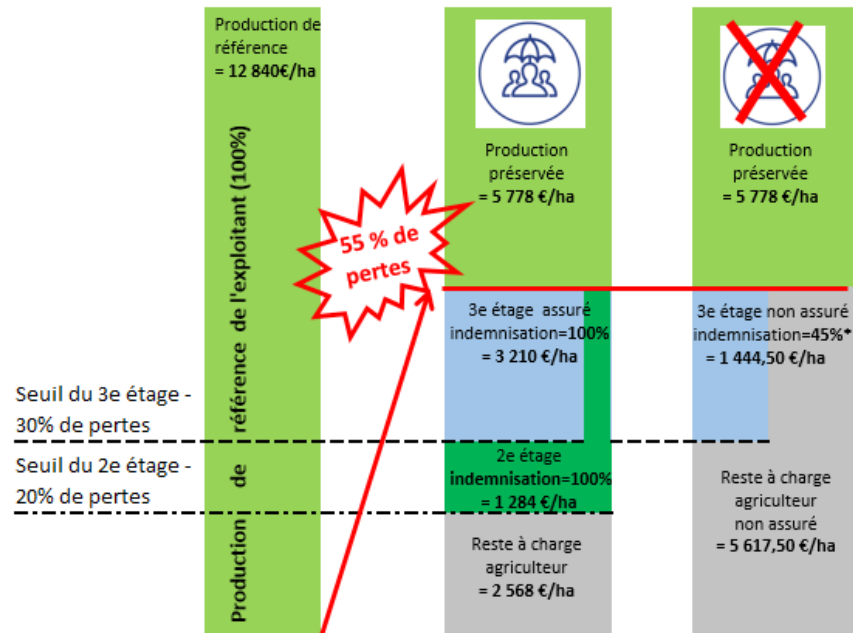 Production de
référence
= 12 840€/ha
Production de référence de l'exploitant (100%)
55 % de
pertes
Seuil du 3e étage -
30% de pertes
Seuil du 2e étage -
20% de pertes
Production
préservée
= 5 778 €/ha
3e étage assuré
indemnisation=100%
= 3 210 €/ha
2e étage
indemnisation=100%
= 1 284 €/ha
Reste à charge
agriculteur
= 2 568 €/ha
Production
préservée
= 5 778 €/ha
3e étage non assuré
indemnisation=45%*
= 1 444,50 €/ha
Reste à charge
agriculteur
non assuré
= 5 617,50 €/ha